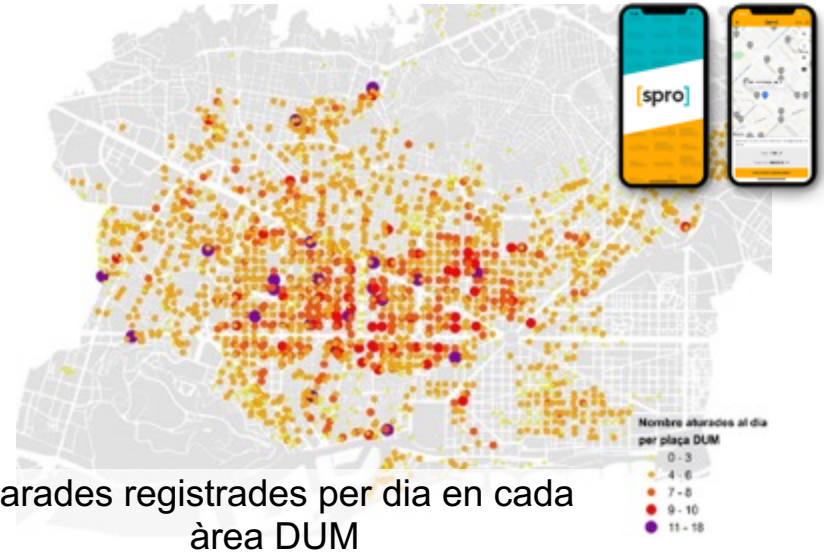 [spro]
spro
Nombre aturades al dia
per plaça DUM
0 - 3
4 - 6
7 - 8
9 - 10
11 - 18
arades registrades per dia en cada
àrea DUM